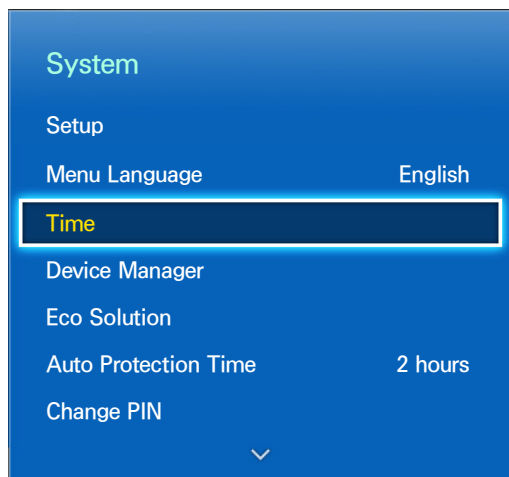 System
Setup
Menu Language English
Time
Device Manager
Eco Solution
Auto Protection Time 2 hours
Change PIN